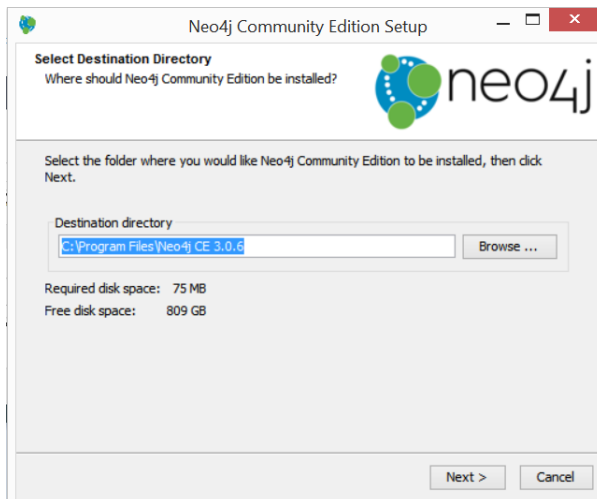 Neo4j Community Edition Setup
Select Destination Directory
Where should Neo4j Community Edition be installed?
neo4j
Select the folder where you would like Neo4j Community Edition to be installed, then click
Next.
Destination directory
C:\Program Files\Neo4j CE 3.0.6
Browse ...
Required disk space: 75 MB
Free disk space: 809 GB
Next >
Cancel